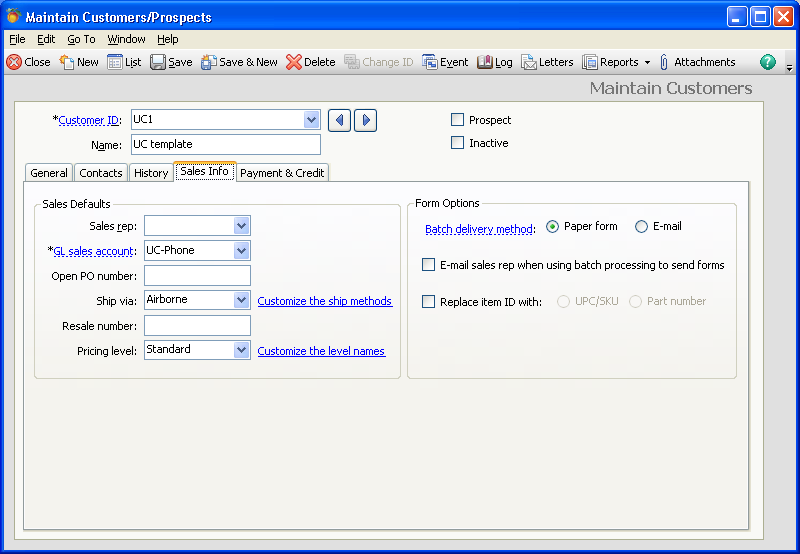 Maintain Customers/Prospects
File Edit Go To Window Help
Close New List Save Save & New Delete Change ID Event Log Letters Reports Attachments ?
Maintain Customers
*Customer ID: UC1 Prospect
Name: UC template Inactive
General Contacts History Sales Info Payment & Credit
Sales Defaults Form Options
Sales rep: Batch delivery method: Paper form E-mail
*GL sales account: UC-Phone
E-mail sales rep when using batch processing to send forms
Open PO number:
Ship via: Airborne Customize the ship methods Replace item ID with: UPC/SKU Part number
Resale number:
Pricing level: Standard Customize the level names